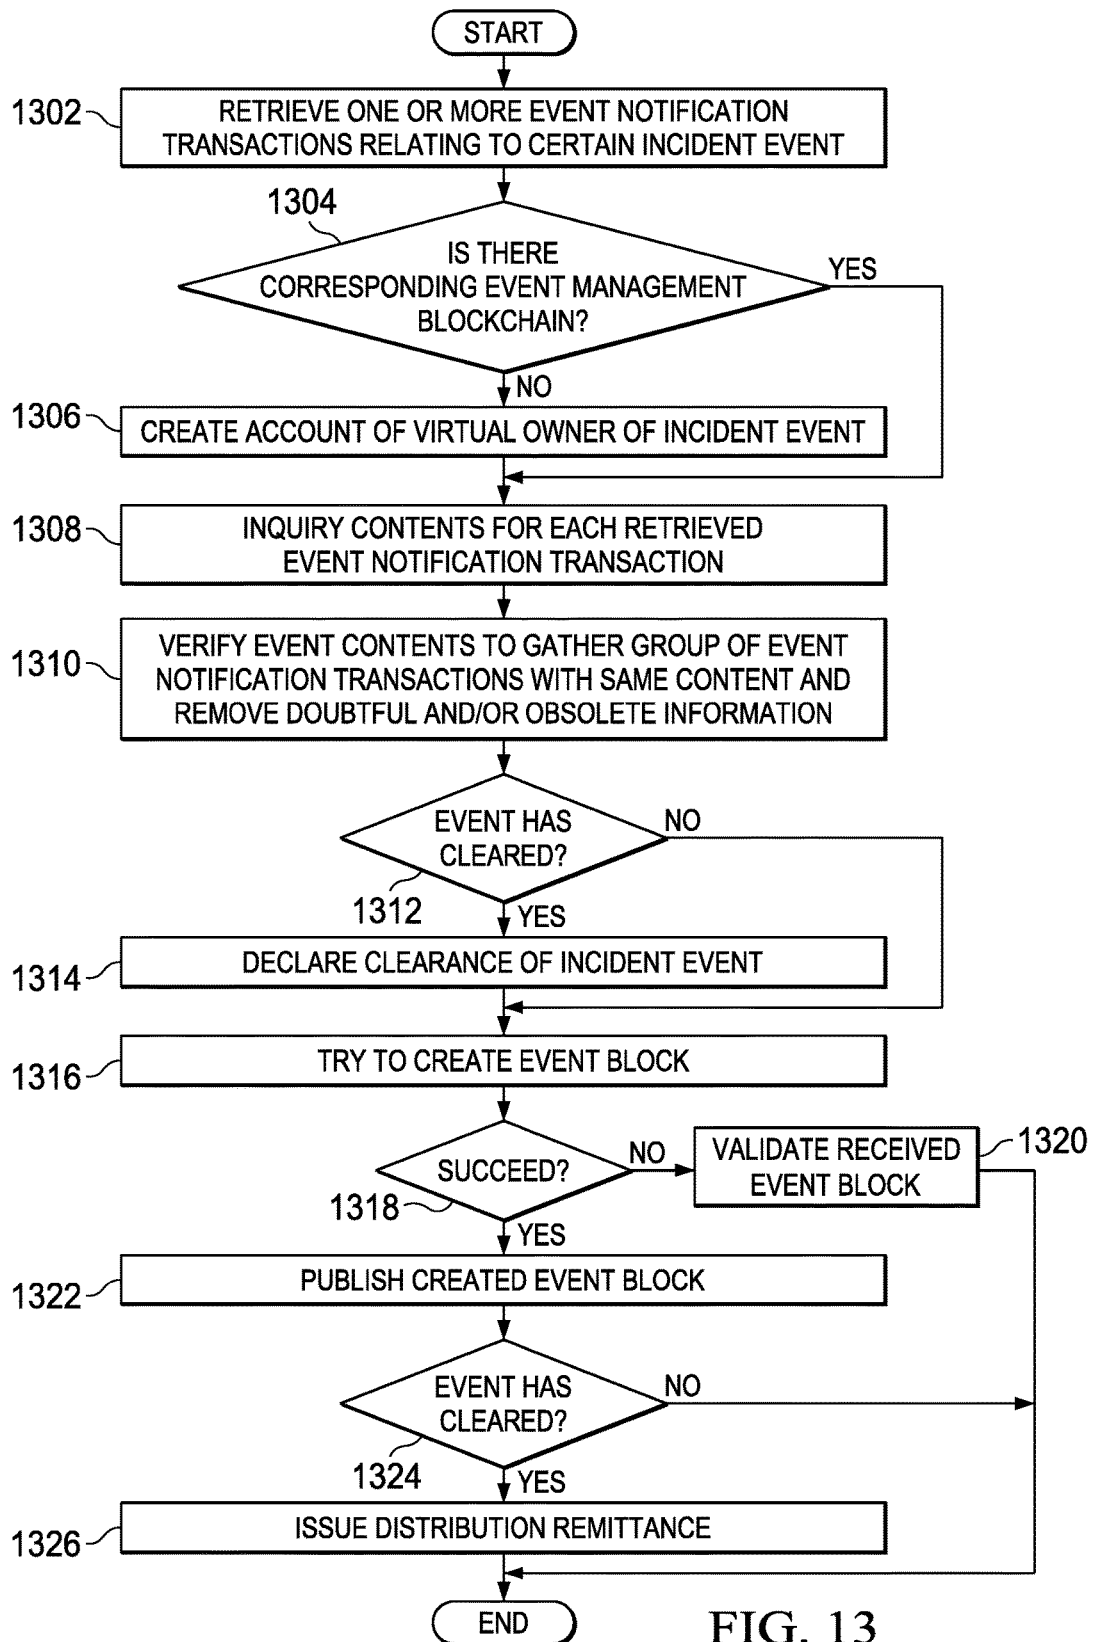 START
1302
RETRIEVE ONE OR MORE EVENT NOTIFICATION
TRANSACTIONS RELATING TO CERTAIN INCIDENT EVENT
1304
IS THERE
CORRESPONDING EVENT MANAGEMENT
BLOCKCHAIN?
YES
NO
1306
CREATE ACCOUNT OF VIRTUAL OWNER OF INCIDENT EVENT
1308
INQUIRY CONTENTS FOR EACH RETRIEVED
EVENT NOTIFICATION TRANSACTION
1310
VERIFY EVENT CONTENTS TO GATHER GROUP OF EVENT
NOTIFICATION TRANSACTIONS WITH SAME CONTENT AND
REMOVE DOUBTFUL AND/OR OBSOLETE INFORMATION
EVENT HAS
CLEARED?
NO
1312
YES
1314
DECLARE CLEARANCE OF INCIDENT EVENT
1316
TRY TO CREATE EVENT BLOCK
SUCCEED?
NO
1318
YES
VALIDATE RECEIVED
EVENT BLOCK
1320
1322
PUBLISH CREATED EVENT BLOCK
EVENT HAS
CLEARED?
NO
1324
YES
1326
ISSUE DISTRIBUTION REMITTANCE
END
FIG. 13